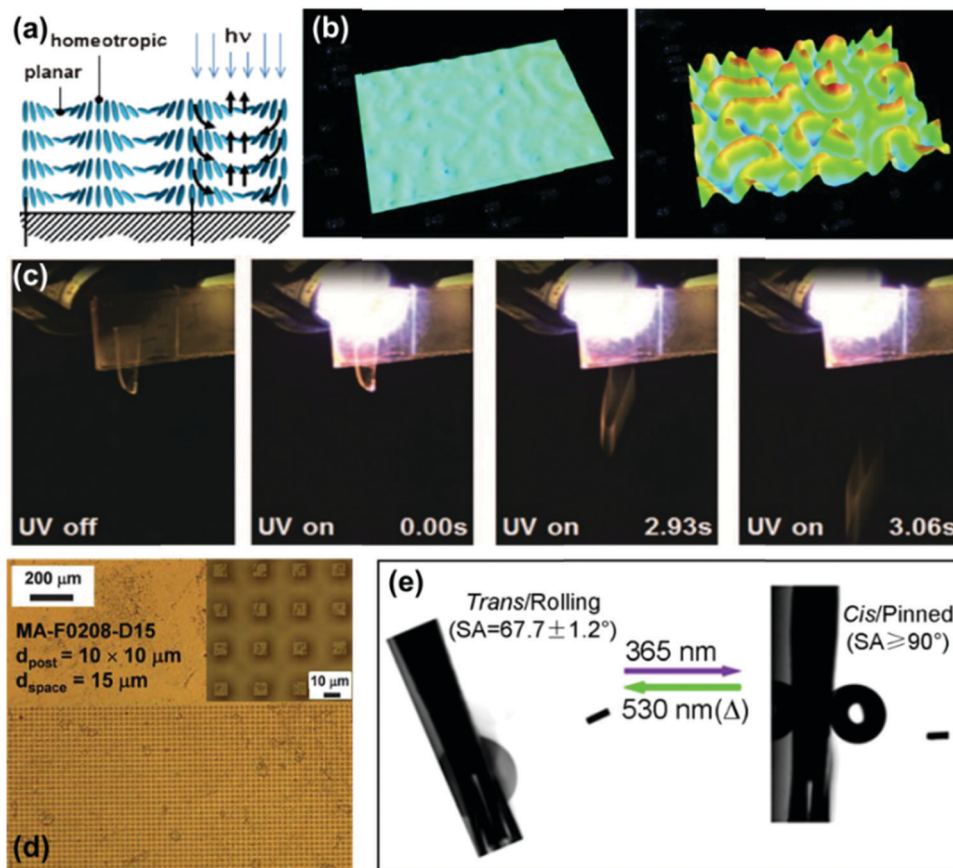 (a)
homeotropic
planar
hν
(b)
(c)
UV off
UV on
0.00s
UV on
2.93s
UV on
3.06s
200 μm
MA-F0208-D15
d_post = 10 × 10 μm
d_space = 15 μm
10 μm
(d)
(e)
Trans/Rolling
(SA=67.7±1.2°)
365 nm
530 nm(Δ)
Cis/Pinned
(SA≥90°)